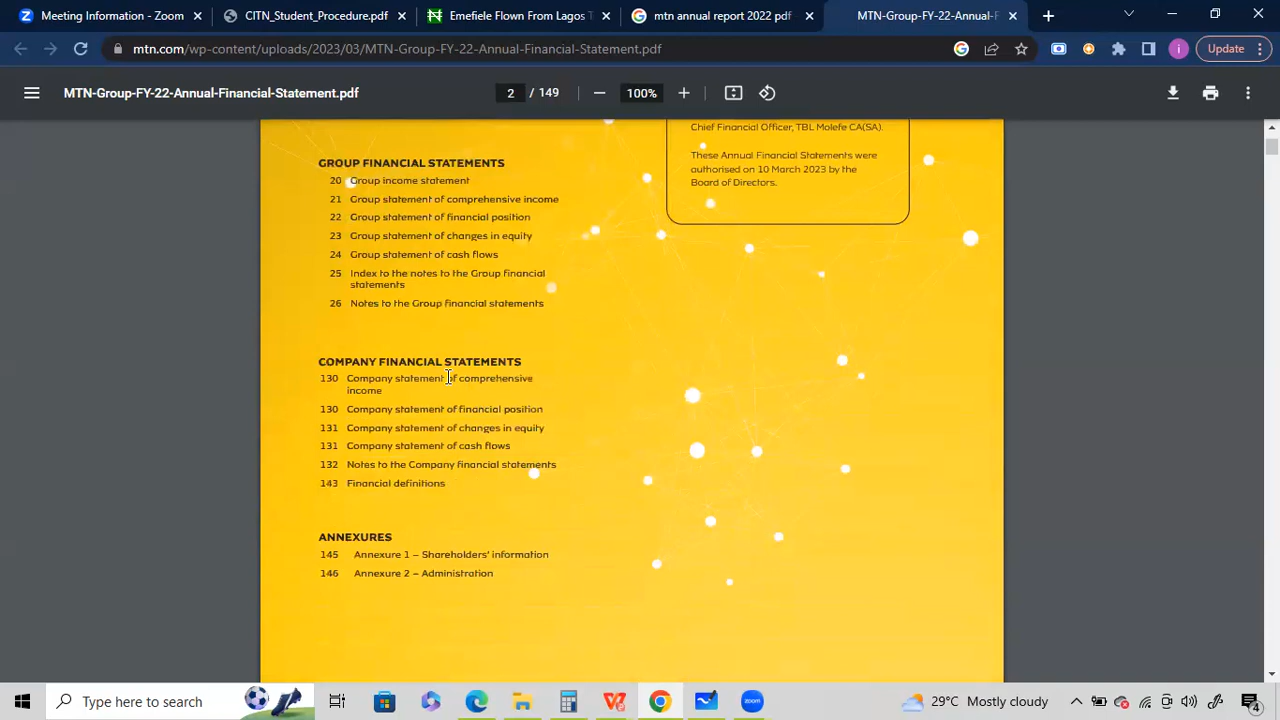 Meeting Information - Zoom
CITN_Student_Procedure.pdf
Emefiele Flown From Lagos T
mtn annual report 2022 pdf
MTN-Group-FY-22-Annual-F
mtn.com/wp-content/uploads/2023/03/MTN-Group-FY-22-Annual-Financial-Statement.pdf
Update
MTN-Group-FY-22-Annual-Financial-Statement.pdf
2 / 149
100%
Chief Financial Officer, TBL Molefe CA(SA).
These Annual Financial Statements were
authorised on 10 March 2023 by the
Board of Directors.
GROUP FINANCIAL STATEMENTS
20 Group income statement
21 Group statement of comprehensive income
22 Group statement of financial position
23 Group statement of changes in equity
24 Group statement of cash flows
25 Index to the notes to the Group financial
statements
26 Notes to the Group financial statements
COMPANY FINANCIAL STATEMENTS
130 Company statement of comprehensive
income
130 Company statement of financial position
131 Company statement of changes in equity
131 Company statement of cash flows
132 Notes to the Company financial statements
143 Financial definitions
ANNEXURES
145 Annexure 1 – Shareholders' information
146 Annexure 2 – Administration
Type here to search
zoom
29°C Mostly cloudy
4